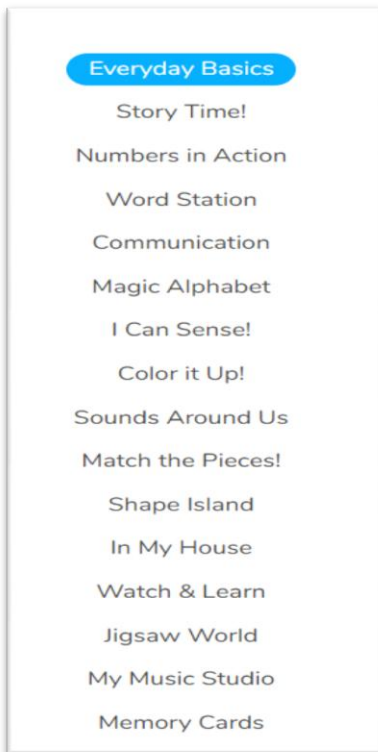 Everyday Basics
Story Time!
Numbers in Action
Word Station
Communication
Magic Alphabet
I Can Sense!
Color it Up!
Sounds Around Us
Match the Pieces!
Shape Island
In My House
Watch & Learn
Jigsaw World
My Music Studio
Memory Cards